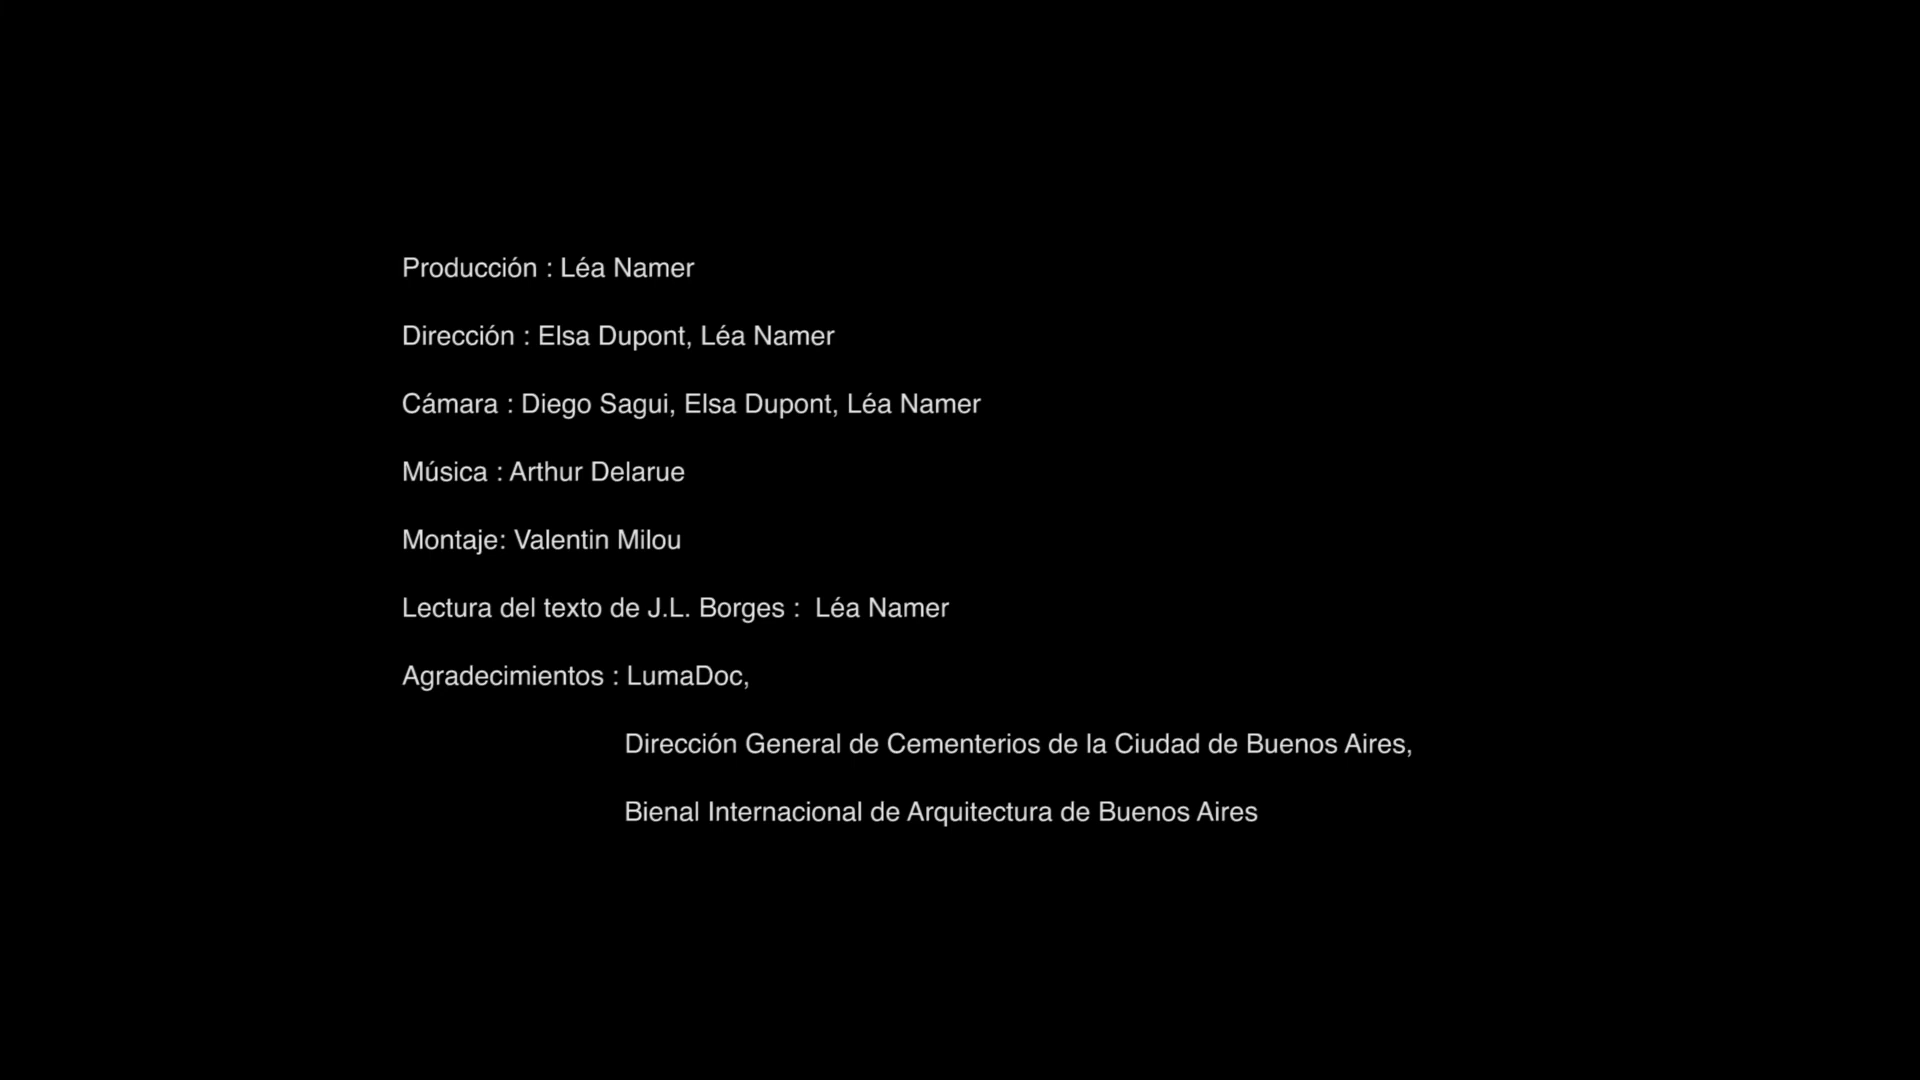 Producción : Léa Namer
Dirección : Elsa Dupont, Léa Namer
Cámara : Diego Sagui, Elsa Dupont, Léa Namer
Música : Arthur Delarue
Montaje: Valentin Milou
Lectura del texto de J.L. Borges :  Léa Namer
Agradecimientos : LumaDoc,
Dirección General de Cementerios de la Ciudad de Buenos Aires,
Bienal Internacional de Arquitectura de Buenos Aires